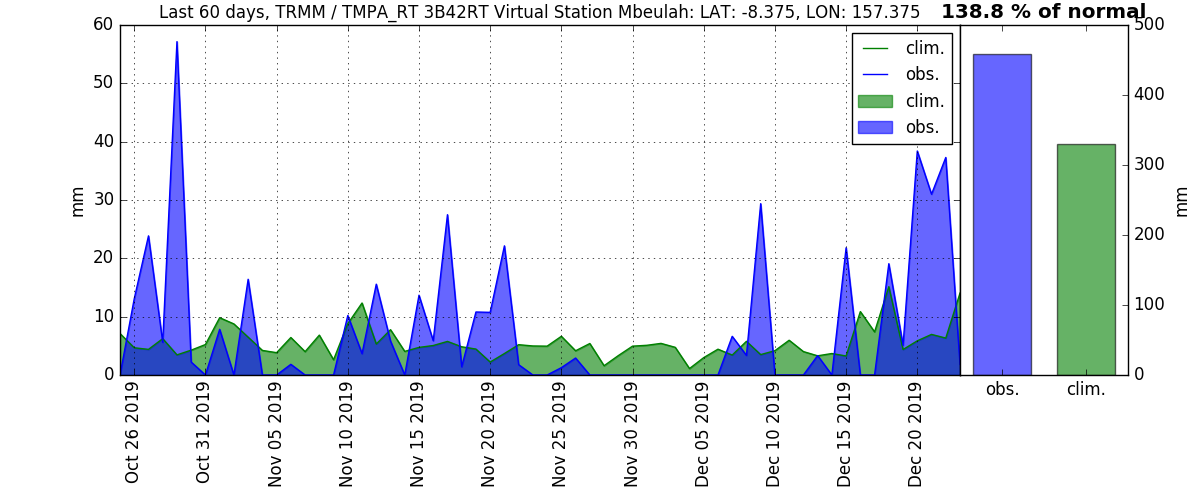 Last 60 days, TRMM / TMPA_RT 3B42RT Virtual Station Mbeulah: LAT: -8.375, LON: 157.375
138.8 % of normal
clim.
obs.
clim.
obs.
60
50
40
30
20
10
0
mm
Oct 26 2019
Oct 31 2019
Nov 05 2019
Nov 10 2019
Nov 15 2019
Nov 20 2019
Nov 25 2019
Nov 30 2019
Dec 05 2019
Dec 10 2019
Dec 15 2019
Dec 20 2019
500
400
300
200
100
0
mm
obs. clim.